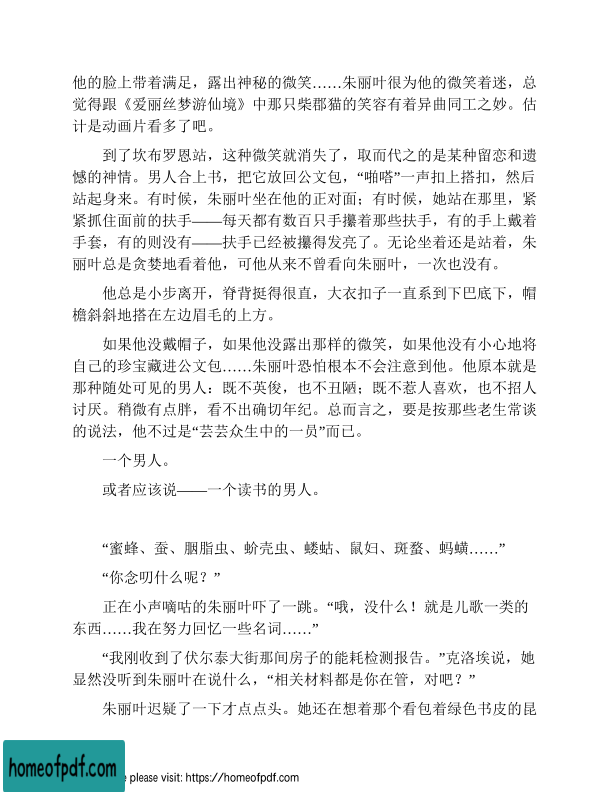 他的脸上带着满足，露出神秘的微笑……朱丽叶很为他的微笑着迷，总
觉得跟《爱丽丝梦游仙境》中那只柴郡猫的笑容有着异曲同工之妙。估
计是动画片看多了吧。
到了坎布罗恩站，这种微笑就消失了，取而代之的是某种留恋和遗
憾的神情。男人合上书，把它放回公文包，“啪嗒”一声扣上搭扣，然后
站起身来。有时候，朱丽叶坐在他的正对面；有时候，她站在那里，紧
紧抓住面前的扶手——每天都有数百只手攥着那些扶手，有的手上戴着
手套，有的则没有——扶手已经被攥得发亮了。无论坐着还是站着，朱
丽叶总是贪婪地看着他，可他从来不曾看向朱丽叶，一次也没有。
他总是小步离开，脊背挺得很直，大衣扣子一直系到下巴底下，帽
檐斜斜地搭在左边眉毛的上方。
如果他没戴帽子，如果他没露出那样的微笑，如果他没有小心地将
自己的珍宝藏进公文包……朱丽叶恐怕根本不会注意到他。他原本就是
那种随处可见的男人：既不英俊，也不丑陋；既不惹人喜欢，也不招人
讨厌。稍微有点胖，看不出确切年纪。总而言之，要是按那些老生常谈
的说法，他不过是“芸芸众生中的一员”而已。
一个男人。
或者应该说——一个读书的男人。
“蜜蜂、蚕、胭脂虫、蚧壳虫、蝼蛄、鼠妇、斑蝥、蚂蟥……”
“你念叨什么呢？”
正在小声嘀咕的朱丽叶吓了一跳。“哦，没什么！就是儿歌一类的
东西……我在努力回忆一些名词……”
“我刚收到了伏尔泰大街那间房子的能耗检测报告。”克洛埃说，她
显然没听到朱丽叶在说什么，“相关材料都是你在管，对吧？”
朱丽叶迟疑了一下才点点头。她还在想着那个看包着绿色书皮的昆
homeofpdf.com
e please visit: https://homeofpdf.com